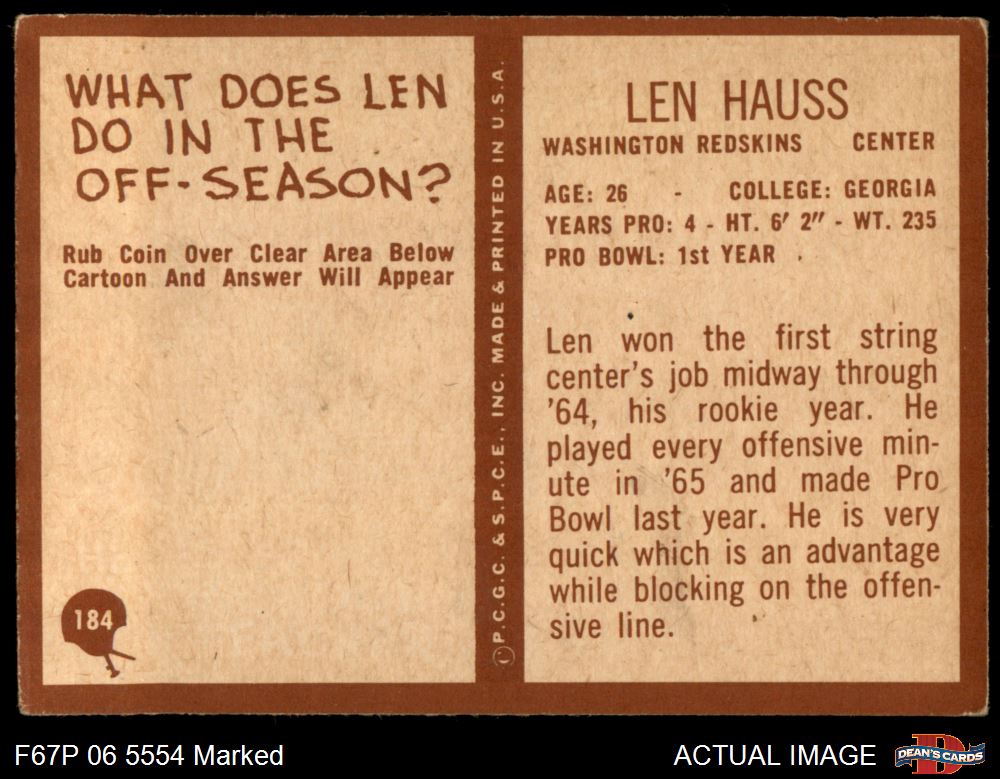 WHAT DOES LEN
DO IN THE
OFF-SEASON?
Rub Coin Over Clear Area Below
Cartoon And Answer Will Appear
184
© P.C.G.C. & S.P.C.E., INC. MADE & PRINTED IN U.S.A.
LEN HAUSS
WASHINGTON REDSKINS CENTER
AGE: 26 - COLLEGE: GEORGIA
YEARS PRO: 4 - HT. 6' 2" - WT. 235
PRO BOWL: 1st YEAR
Len won the first string
center's job midway through
'64, his rookie year. He
played every offensive min-
ute in '65 and made Pro
Bowl last year. He is very
quick which is an advantage
while blocking on the offen-
sive line.
F67P 06 5554 Marked
ACTUAL IMAGE
DEAN'S CARDS